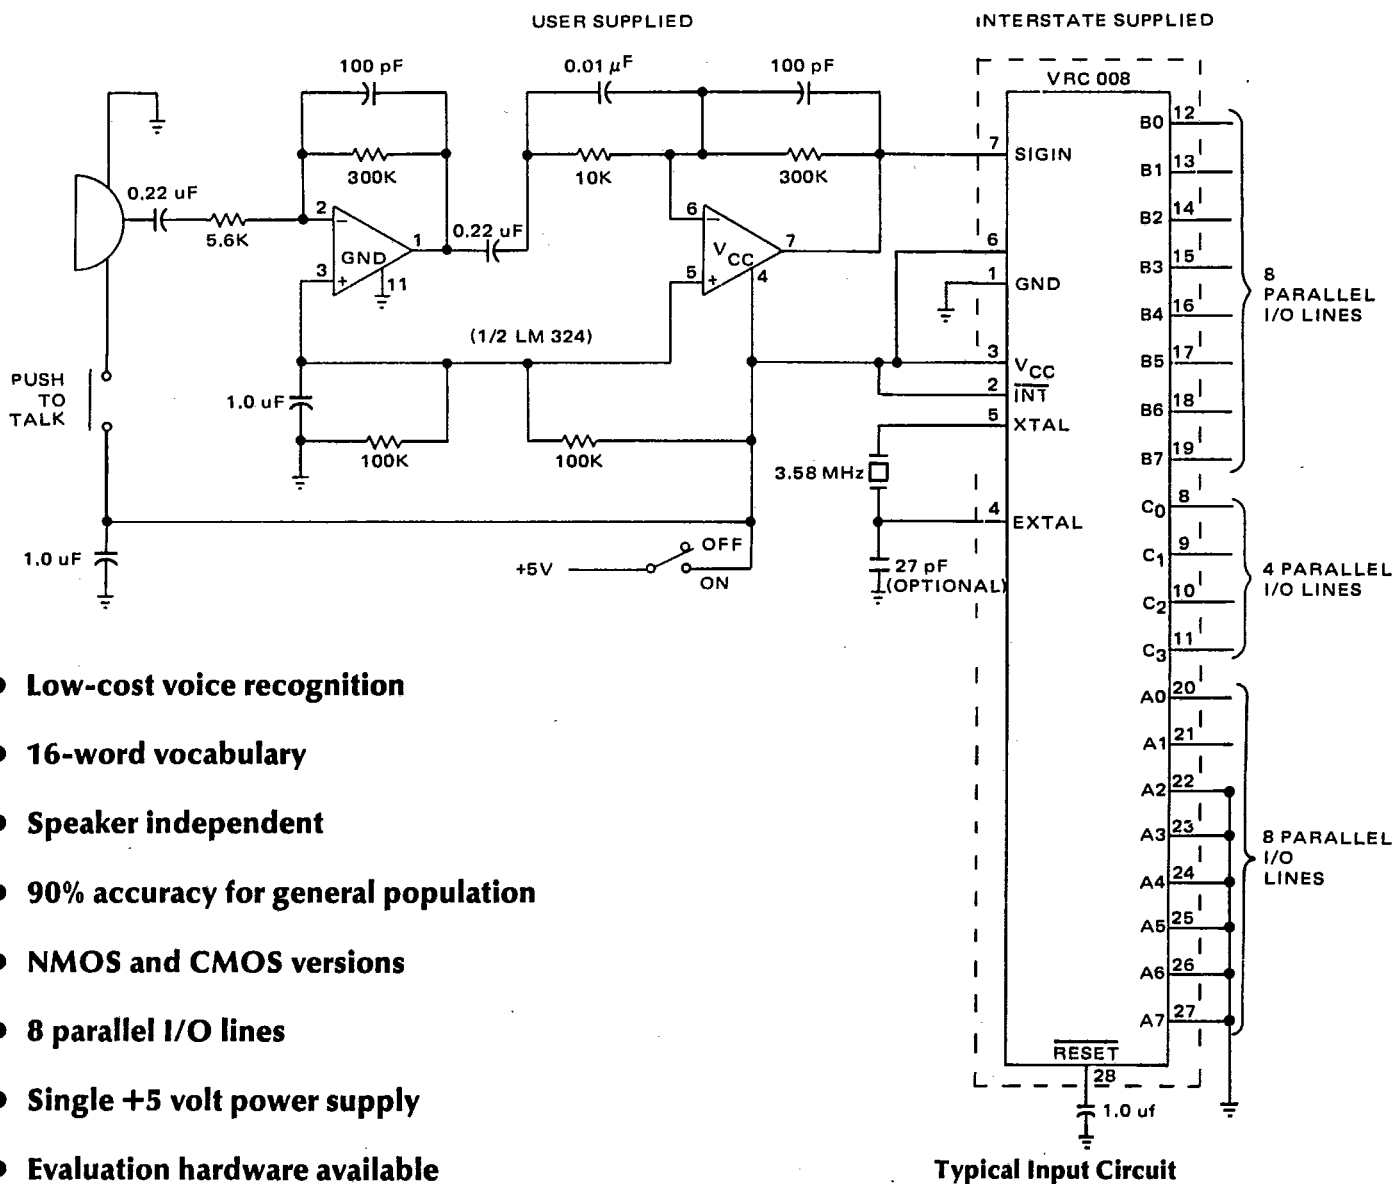 USER SUPPLIED
INTERSTATE SUPPLIED
100 pF
0.01 µF
100 pF
VRC 008
300K
10K
300K
7
SIGIN
0.22 uF
5.6K
2
−
GND
3
+
1
11
0.22 uF
6
−
VCC
5
+
7
4
6
1
GND
(1/2 LM 324)
3
VCC
2
INT
5
XTAL
PUSH
TO
TALK
1.0 uF
100K
100K
3.58 MHz
4
EXTAL
1.0 uF
+5V
OFF
ON
27 pF
(OPTIONAL)
B0 12
B1 13
B2 14
B3 15
B4 16
B5 17
B6 18
B7 19
8
PARALLEL
I/O LINES
C0 8
C1 9
C2 10
C3 11
4 PARALLEL
I/O LINES
A0 20
A1 21
A2 22
A3 23
A4 24
A5 25
A6 26
A7 27
8 PARALLEL
I/O
LINES
RESET
28
1.0 uf
• Low-cost voice recognition
• 16-word vocabulary
• Speaker independent
• 90% accuracy for general population
• NMOS and CMOS versions
• 8 parallel I/O lines
• Single +5 volt power supply
• Evaluation hardware available
Typical Input Circuit